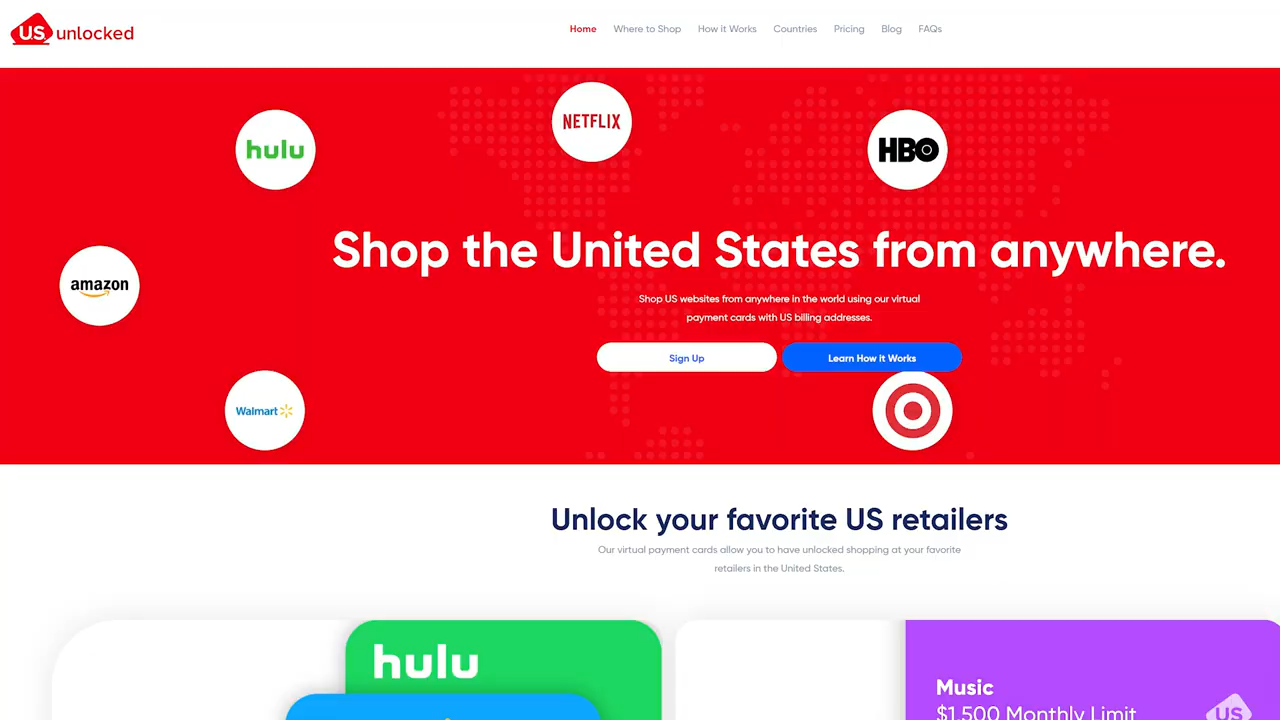 U.S. unlocked
Home Where to Shop How it Works Countries Pricing Blog FAQs
NETFLIX
hulu
HBO
Shop the United States from anywhere.
amazon
Shop US websites from anywhere in the world using our virtual
payment cards with US billing addresses.
Sign Up Learn How it Works
Walmart
Unlock your favorite US retailers
Our virtual payment cards allow you to have unlocked shopping at your favorite
retailers in the United States.
hulu
Music
$1,500 Monthly Limit
US